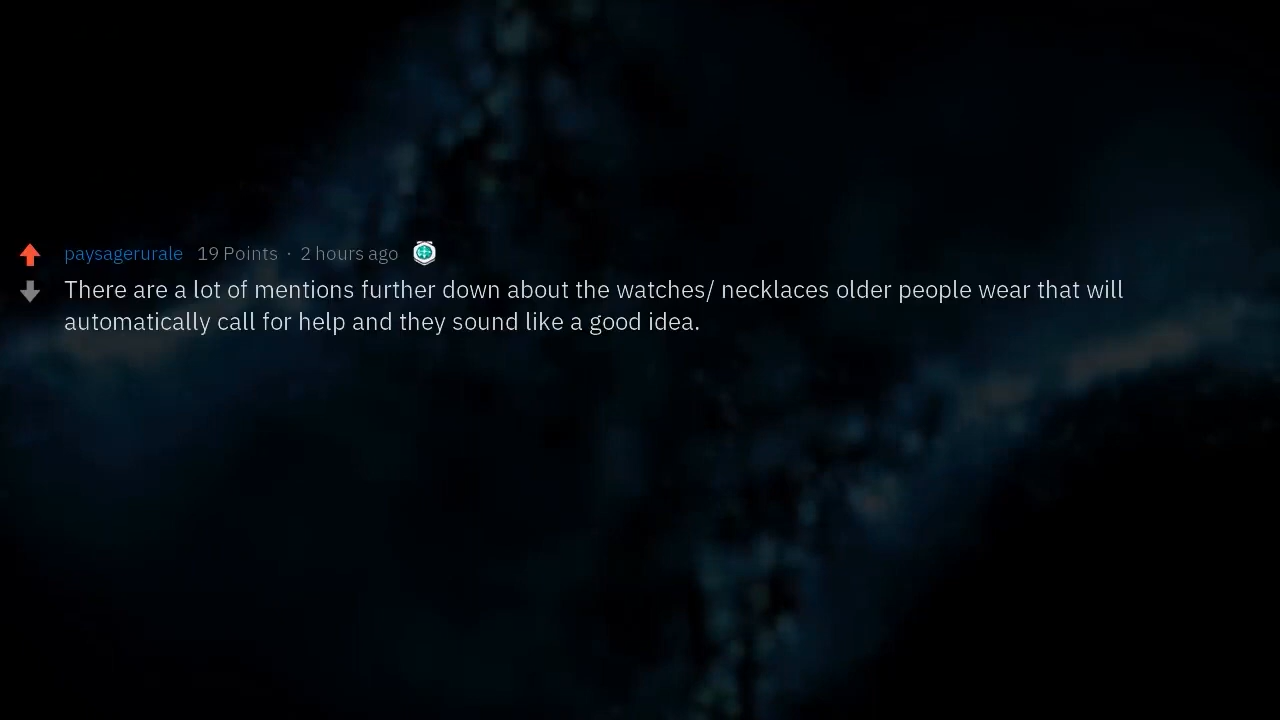 paysagerurale 19 Points · 2 hours ago
There are a lot of mentions further down about the watches/ necklaces older people wear that will
automatically call for help and they sound like a good idea.